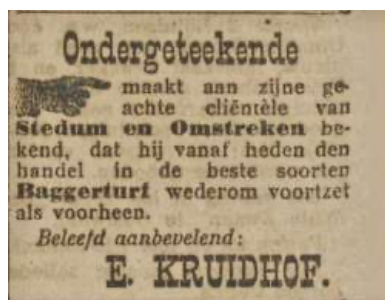 Ondergeteekende
maakt aan zijne ge-
achte cliëntèle van
Stedum en Omstreken be-
kend, dat hij vanaf heden den
handel in de beste soorten
Baggerturf wederom voortzet
als voorheen.
Beleefd aanbevelend:
E. KRUIDHOF.